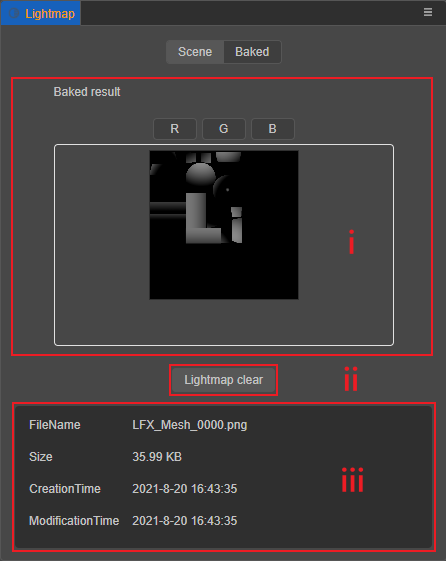 Lightmap
Scene Baked
Baked result
R G B
i
Lightmap clear
ii
FileName LFX_Mesh_0000.png
Size 35.99 KB
iii
CreationTime 2021-8-20 16:43:35
ModificationTime 2021-8-20 16:43:35